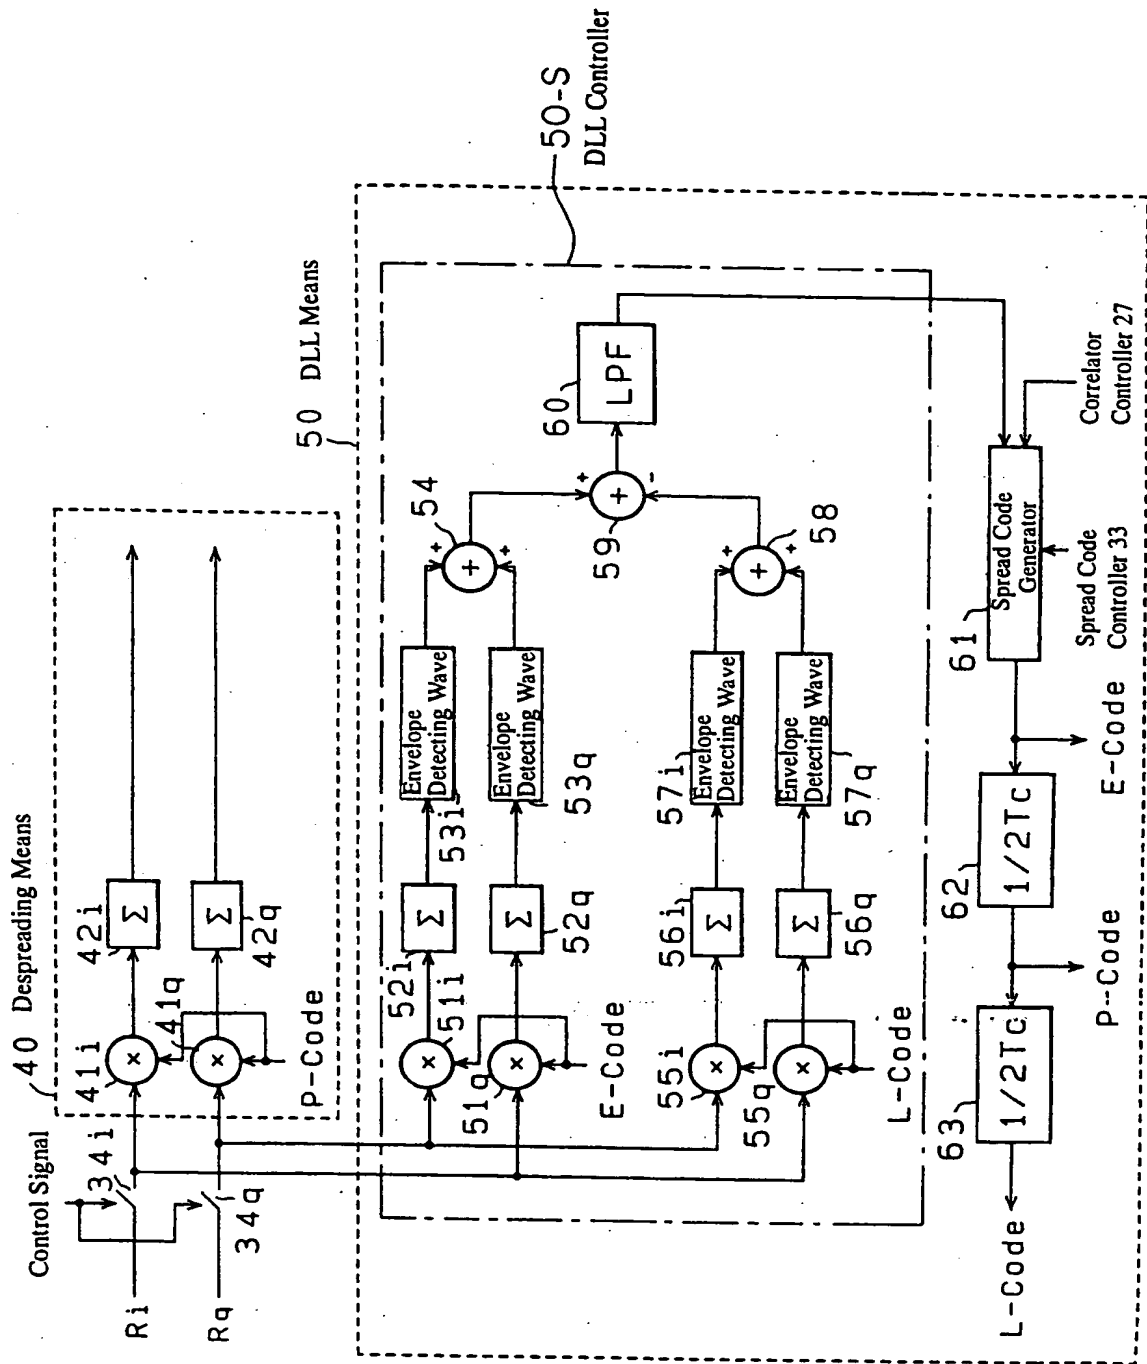 Control Signal
Ri
Rq
34i
34q
40 Despreading Means
41i
41q
×
×
42i
42q
Σ
Σ
P-Code
50 DLL Means
50-S
DLL Controller
51i
51q
×
×
52i
52q
Σ
Σ
E-Code
53i
Envelope
Detecting Wave
53q
Envelope
Detecting Wave
54
+
+
+
55i
55q
×
×
56i
56q
Σ
Σ
L-Code
57i
Envelope
Detecting Wave
57q
Envelope
Detecting Wave
58
+
+
+
59
+
+
-
60
LPF
61
Spread Code
Generator
Correlator
Controller 27
Spread Code
Controller 33
E-Code
62
1/2Tc
P-Code
63
1/2Tc
L-Code